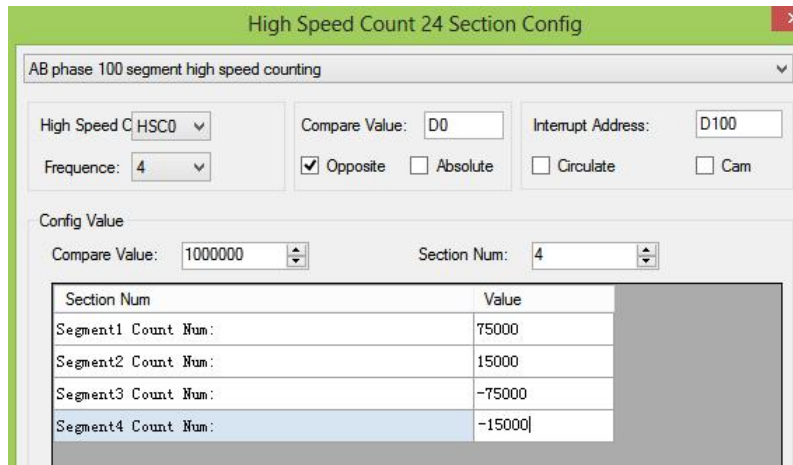 High Speed Count 24 Section Config
AB phase 100 segment high speed counting
High Speed C HSC0 Compare Value: D0 Interrupt Address: D100
Frequence: 4 Opposite Absolute Circulate Cam
Config Value
Compare Value: 1000000 Section Num: 4
Section Num Value
Segment1 Count Num: 75000
Segment2 Count Num: 15000
Segment3 Count Num: -75000
Segment4 Count Num: -15000